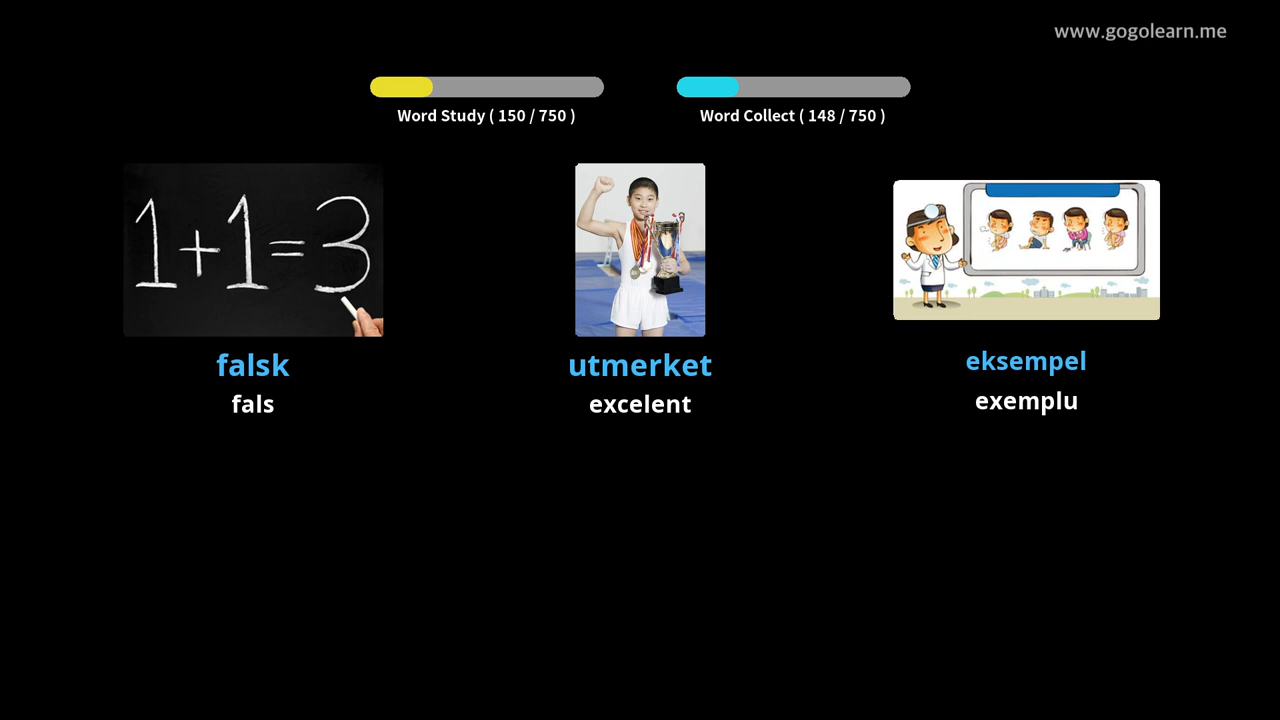 www.gogolearn.me
Word Study ( 150 / 750 )
Word Collect ( 148 / 750 )
1+1=3
falsk
fals
utmerket
excelent
eksempel
exemplu